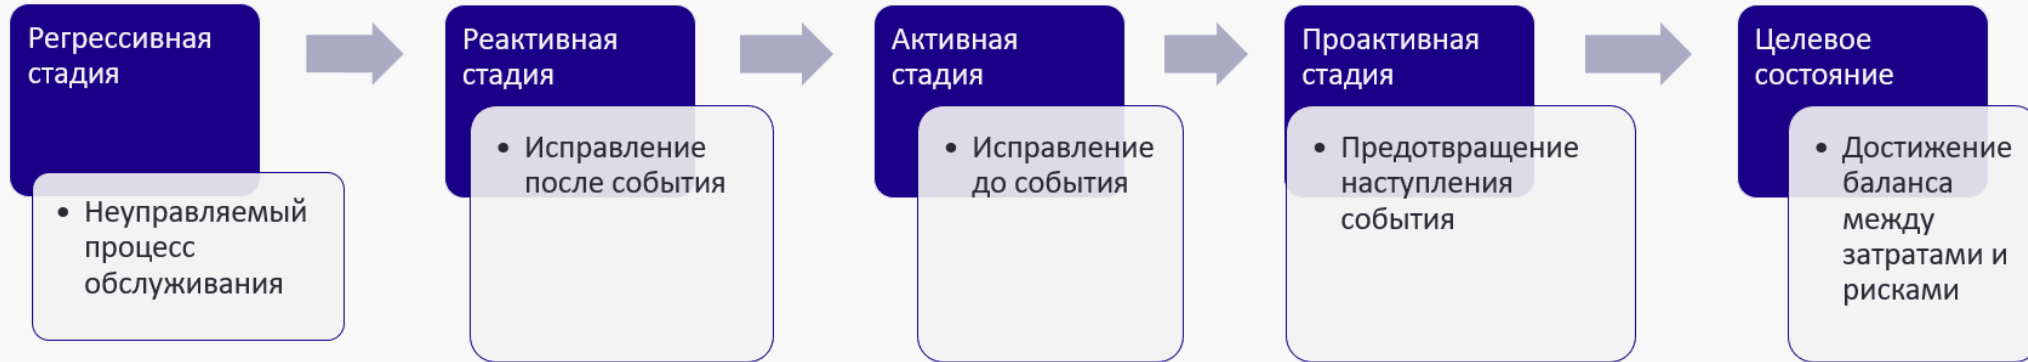 Регрессивная
стадия
• Неуправляемый
процесс
обслуживания
Реактивная
стадия
• Исправление
после события
Активная
стадия
• Исправление
до события
Проактивная
стадия
• Предотвращение
наступления
события
Целевое
состояние
• Достижение
баланса
между
затратами и
рисками